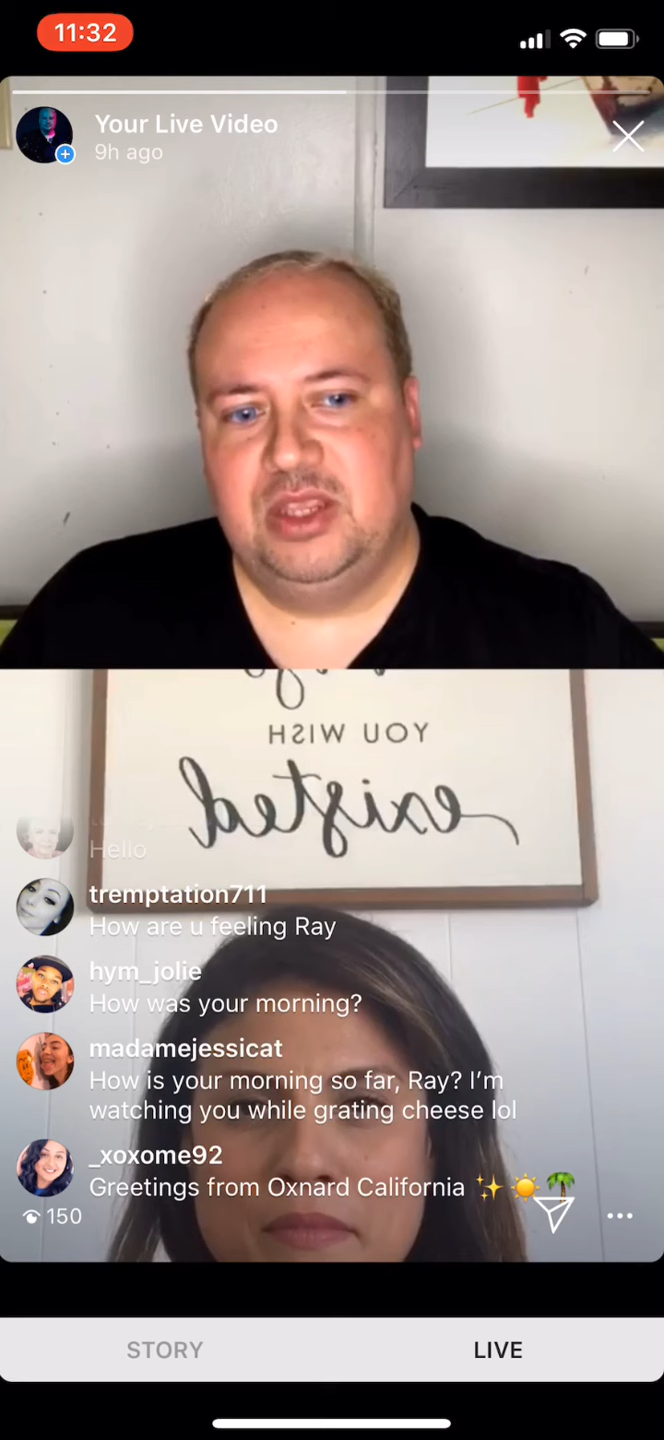 11:32
Your Live Video
9h ago
YOU WISH
existed
Hello
tremptation711
How are u feeling Ray
hym_jolie
How was your morning?
madamejessicat
How is your morning so far, Ray? I'm
watching you while grating cheese lol
_xoxome92
Greetings from Oxnard California ✨☀️🌴
150
STORY
LIVE